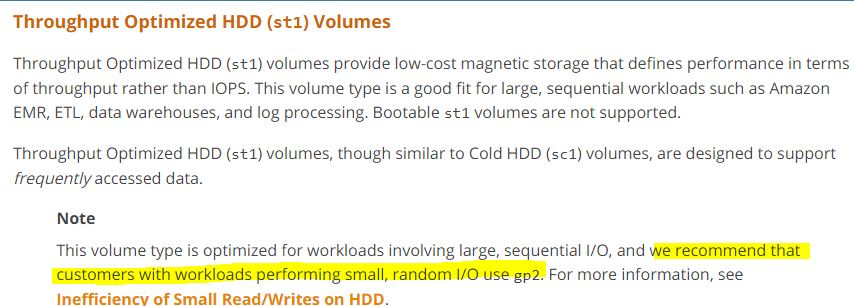 Throughput Optimized HDD (st1) Volumes
Throughput Optimized HDD (st1) volumes provide low-cost magnetic storage that defines performance in terms
of throughput rather than IOPS. This volume type is a good fit for large, sequential workloads such as Amazon
EMR, ETL, data warehouses, and log processing. Bootable st1 volumes are not supported.
Throughput Optimized HDD (st1) volumes, though similar to Cold HDD (sc1) volumes, are designed to support
frequently accessed data.
Note
This volume type is optimized for workloads involving large, sequential I/O, and we recommend that
customers with workloads performing small, random I/O use gp2. For more information, see
Inefficiency of Small Read/Writes on HDD.